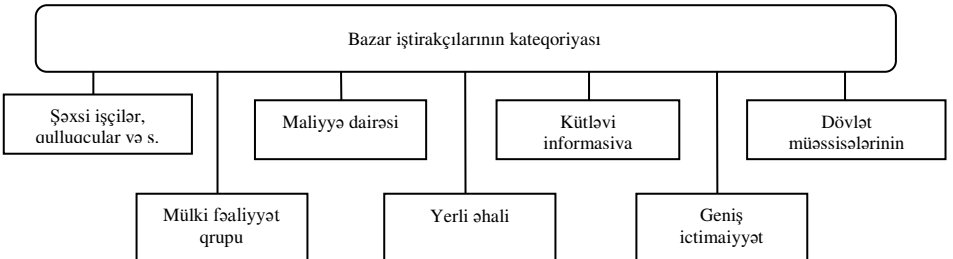 Bazar iştirakçılarının kateqoriyası
Şəxsi işçilər,
qulluqçular və s.
Maliyyə dairəsi
Kütləvi
informasiya
Dövlət
müəssisələrinin
Mülki fəaliyyət
qrupu
Yerli əhali
Geniş
ictimaiyyət